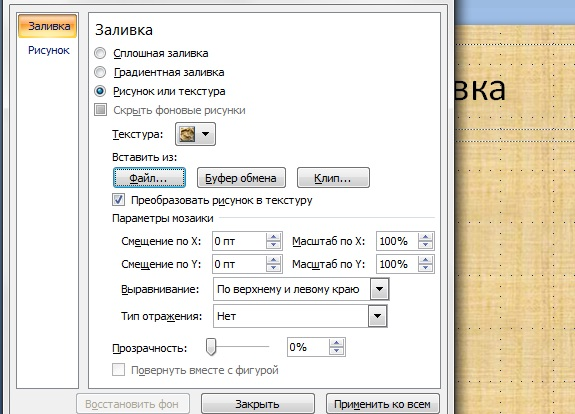 Заливка
Рисунок
Заливка
Сплошная заливка
Градиентная заливка
Рисунок или текстура
Скрыть фоновые рисунки
Текстура:
Вставить из:
Файл... Буфер обмена Клип...
Преобразовать рисунок в текстуру
Параметры мозаики
Смещение по X: 0 пт Масштаб по X: 100%
Смещение по Y: 0 пт Масштаб по Y: 100%
Выравнивание: По верхнему и левому краю
Тип отражения: Нет
Прозрачность: 0%
Повернуть вместе с фигурой
Восстановить фон Закрыть Применить ко всем
вка